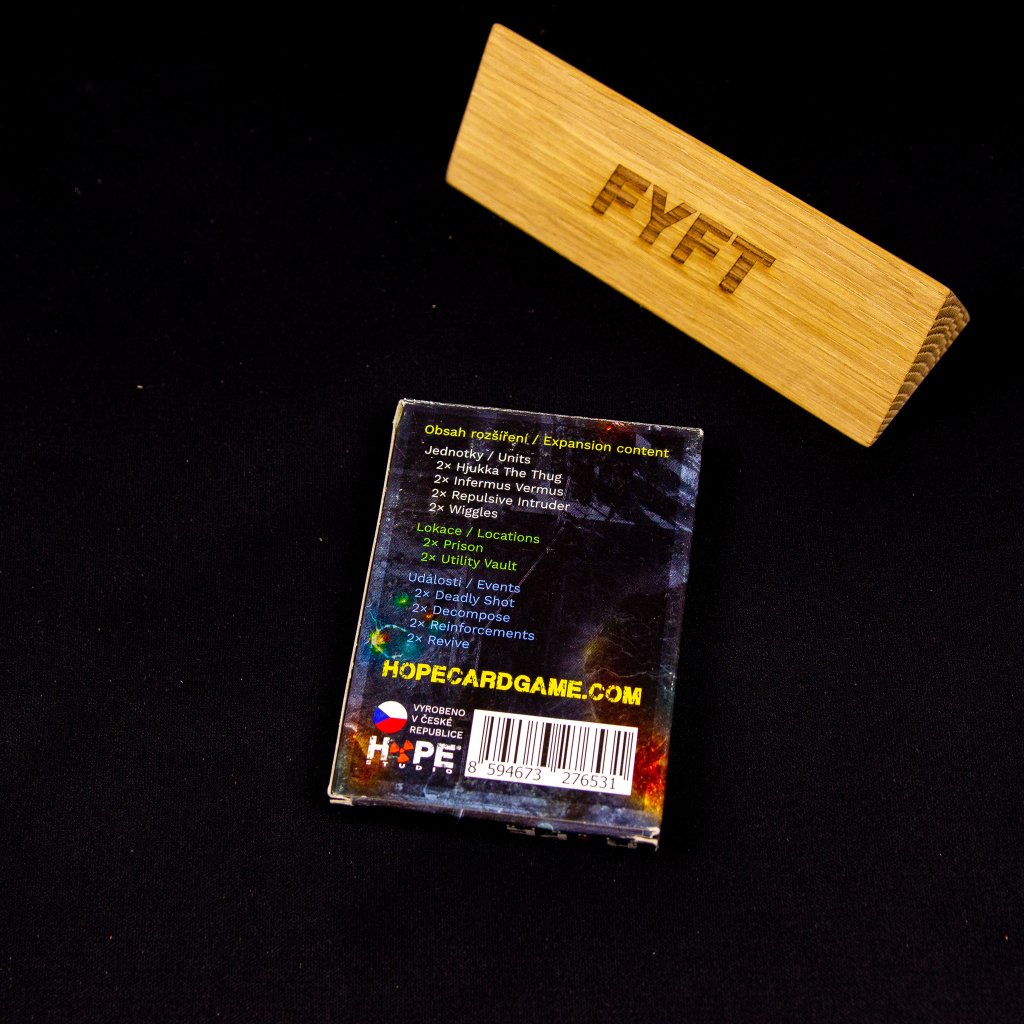 FYFT
Obsah rozšíření / Expansion content
Jednotky / Units
2× Hjukka The Thug
2× Infermus Vermus
2× Repulsive Intruder
2× Wiggles
Lokace / Locations
2× Prison
2× Utility Vault
Události / Events
2× Deadly Shot
2× Decompose
2× Reinforcements
2× Revive
HOPECARDGAME.COM
VYROBENO
V ČESKÉ
REPUBLICE
HOPE
STUDIO
8 594673 276531